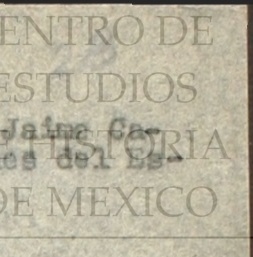 ENTRO DE
ESTUDIOS
Jaime Ca-
HISTORIA
es del Es-
DE MEXICO